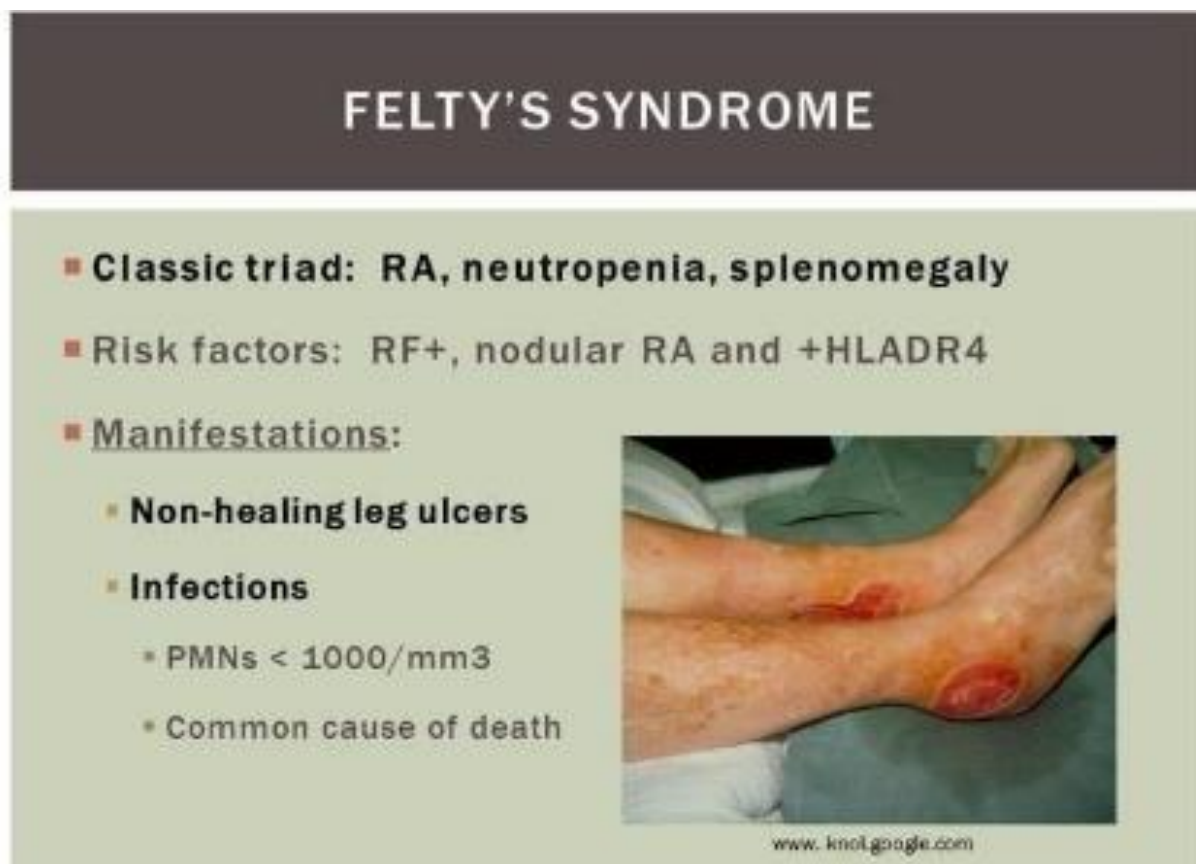 FELTY'S SYNDROME
Classic triad: RA, neutropenia, splenomegaly
Risk factors: RF+, nodular RA and +HLADR4
Manifestations:
Non-healing leg ulcers
Infections
PMNs < 1000/mm3
Common cause of death
www. knol.google.com